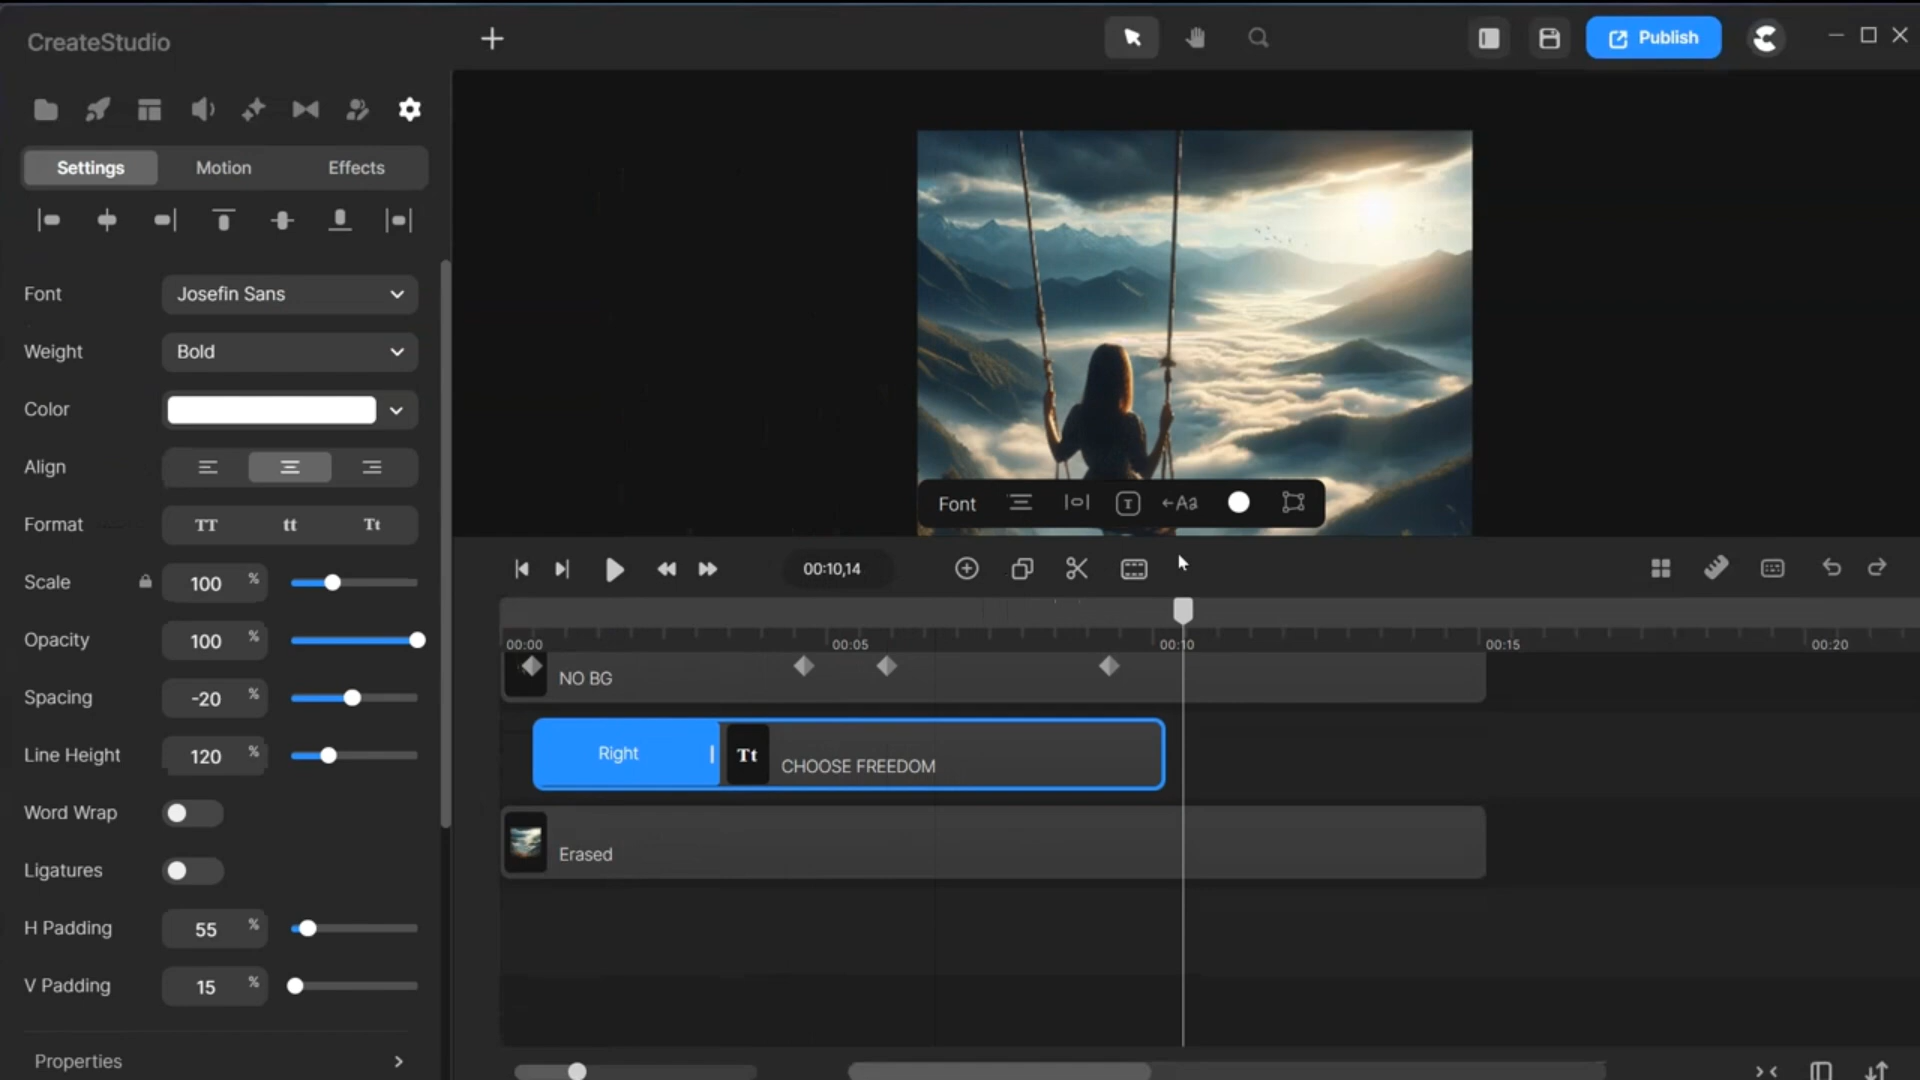 CreateStudio
Publish
Settings Motion Effects
Font Josefin Sans
Weight Bold
Color
Align
Format TT tt Tt
Scale 100 %
Opacity 100 %
Spacing -20 %
Line Height 120 %
Word Wrap
Ligatures
H Padding 55 %
V Padding 15 %
Properties
Font T Aa
00:10,14
00:00 00:05 00:10 00:15 00:20
NO BG
Right Tt CHOOSE FREEDOM
Erased